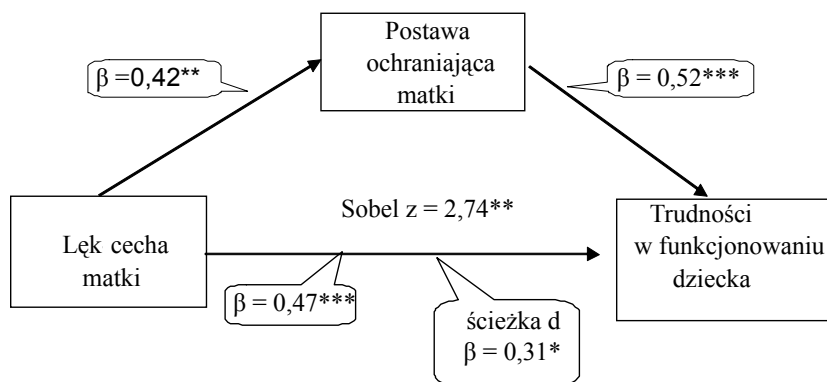 Postawa
ochraniająca
matki
β =0,42**
β = 0,52***
Sobel z = 2,74**
Lęk cecha
matki
Trudności
w funkcjonowaniu
dziecka
β = 0,47***
ścieżka d
β = 0,31*